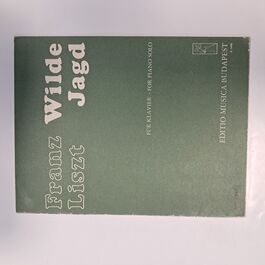 Franz
Liszt
Wilde
Jagd
FÜR KLAVIER · FOR PIANO SOLO
EDITIO MUSICA BUDAPEST